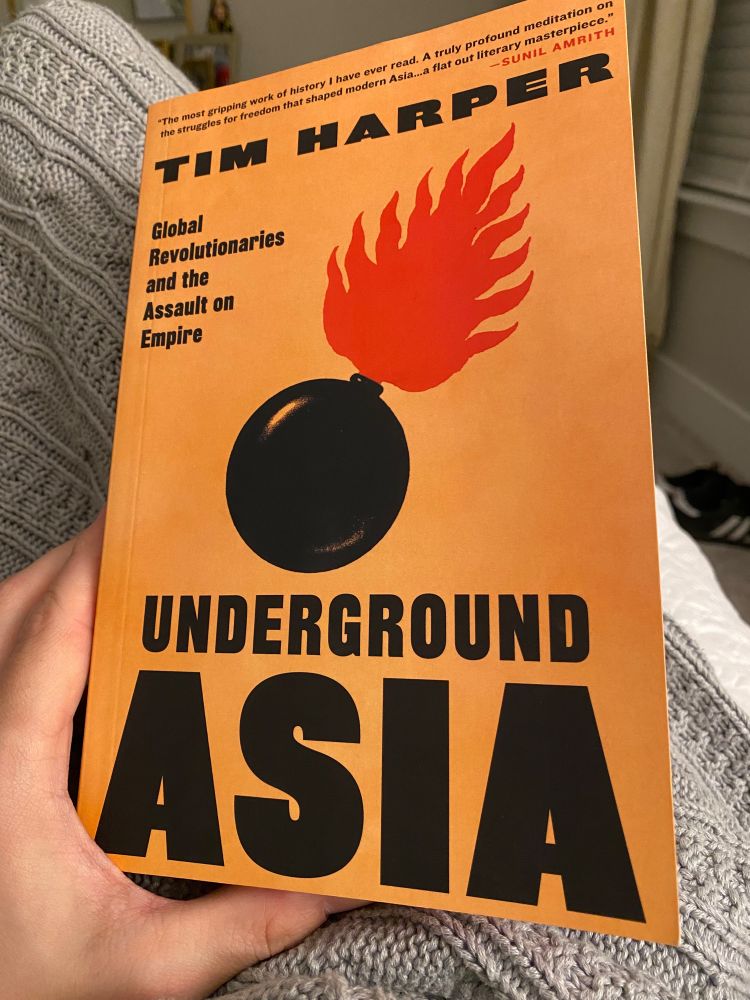 "The most gripping work of history I have ever read. A truly profound meditation on
the struggles for freedom that shaped modern Asia...a flat out literary masterpiece."
—SUNIL AMRITH
TIM HARPER
Global
Revolutionaries
and the
Assault on
Empire
UNDERGROUND
ASIA